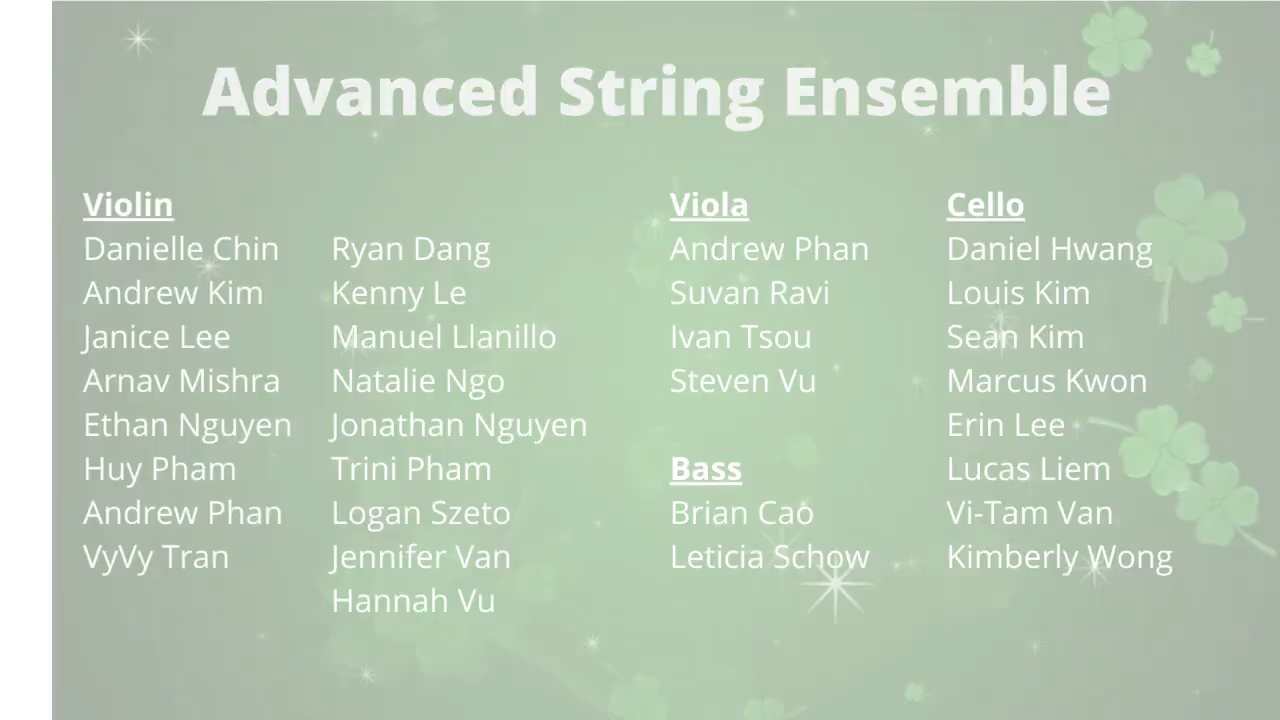 Advanced String Ensemble
Violin
Danielle Chin
Andrew Kim
Janice Lee
Arnav Mishra
Ethan Nguyen
Huy Pham
Andrew Phan
VyVy Tran
Ryan Dang
Kenny Le
Manuel Llanillo
Natalie Ngo
Jonathan Nguyen
Trini Pham
Logan Szeto
Jennifer Van
Hannah Vu
Viola
Andrew Phan
Suvan Ravi
Ivan Tsou
Steven Vu
Bass
Brian Cao
Leticia Schow
Cello
Daniel Hwang
Louis Kim
Sean Kim
Marcus Kwon
Erin Lee
Lucas Liem
Vi-Tam Van
Kimberly Wong